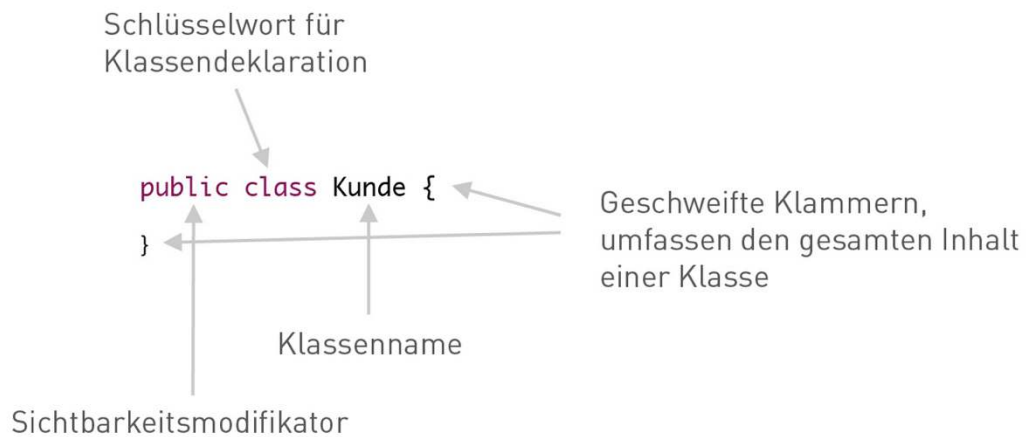 Schlüsselwort für
Klassendeklaration
public class Kunde {
}
Geschweifte Klammern,
umfassen den gesamten Inhalt
einer Klasse
Klassenname
Sichtbarkeitsmodifikator